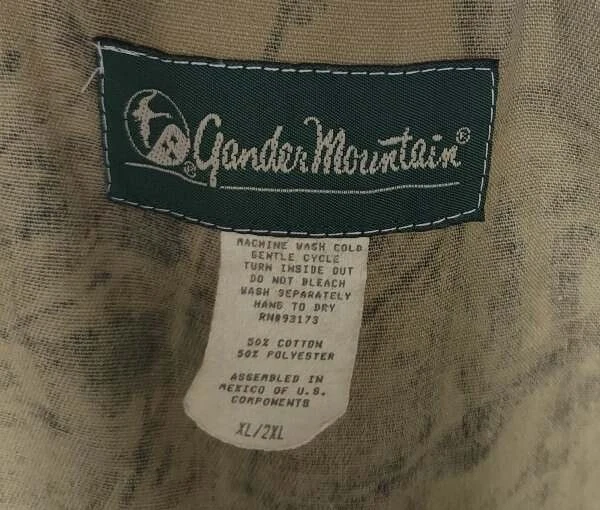 ® Gander Mountain®
MACHINE WASH COLD
GENTLE CYCLE
TURN INSIDE OUT
DO NOT BLEACH
WASH SEPARATELY
HANG TO DRY
RN#93173
50% COTTON
50% POLYESTER
ASSEMBLED IN
MEXICO OF U.S.
COMPONENTS
XL/2XL